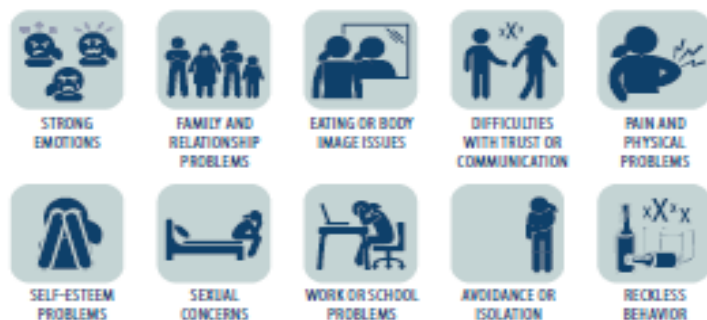 STRONG
EMOTIONS
FAMILY AND
RELATIONSHIP
PROBLEMS
EATING OR BODY
IMAGE ISSUES
DIFFICULTIES
WITH TRUST OR
COMMUNICATION
PAIN AND
PHYSICAL
PROBLEMS
SELF-ESTEEM
PROBLEMS
SEXUAL
CONCERNS
WORK OR SCHOOL
PROBLEMS
AVOIDANCE OR
ISOLATION
XXxX
RECKLESS
BEHAVIOR